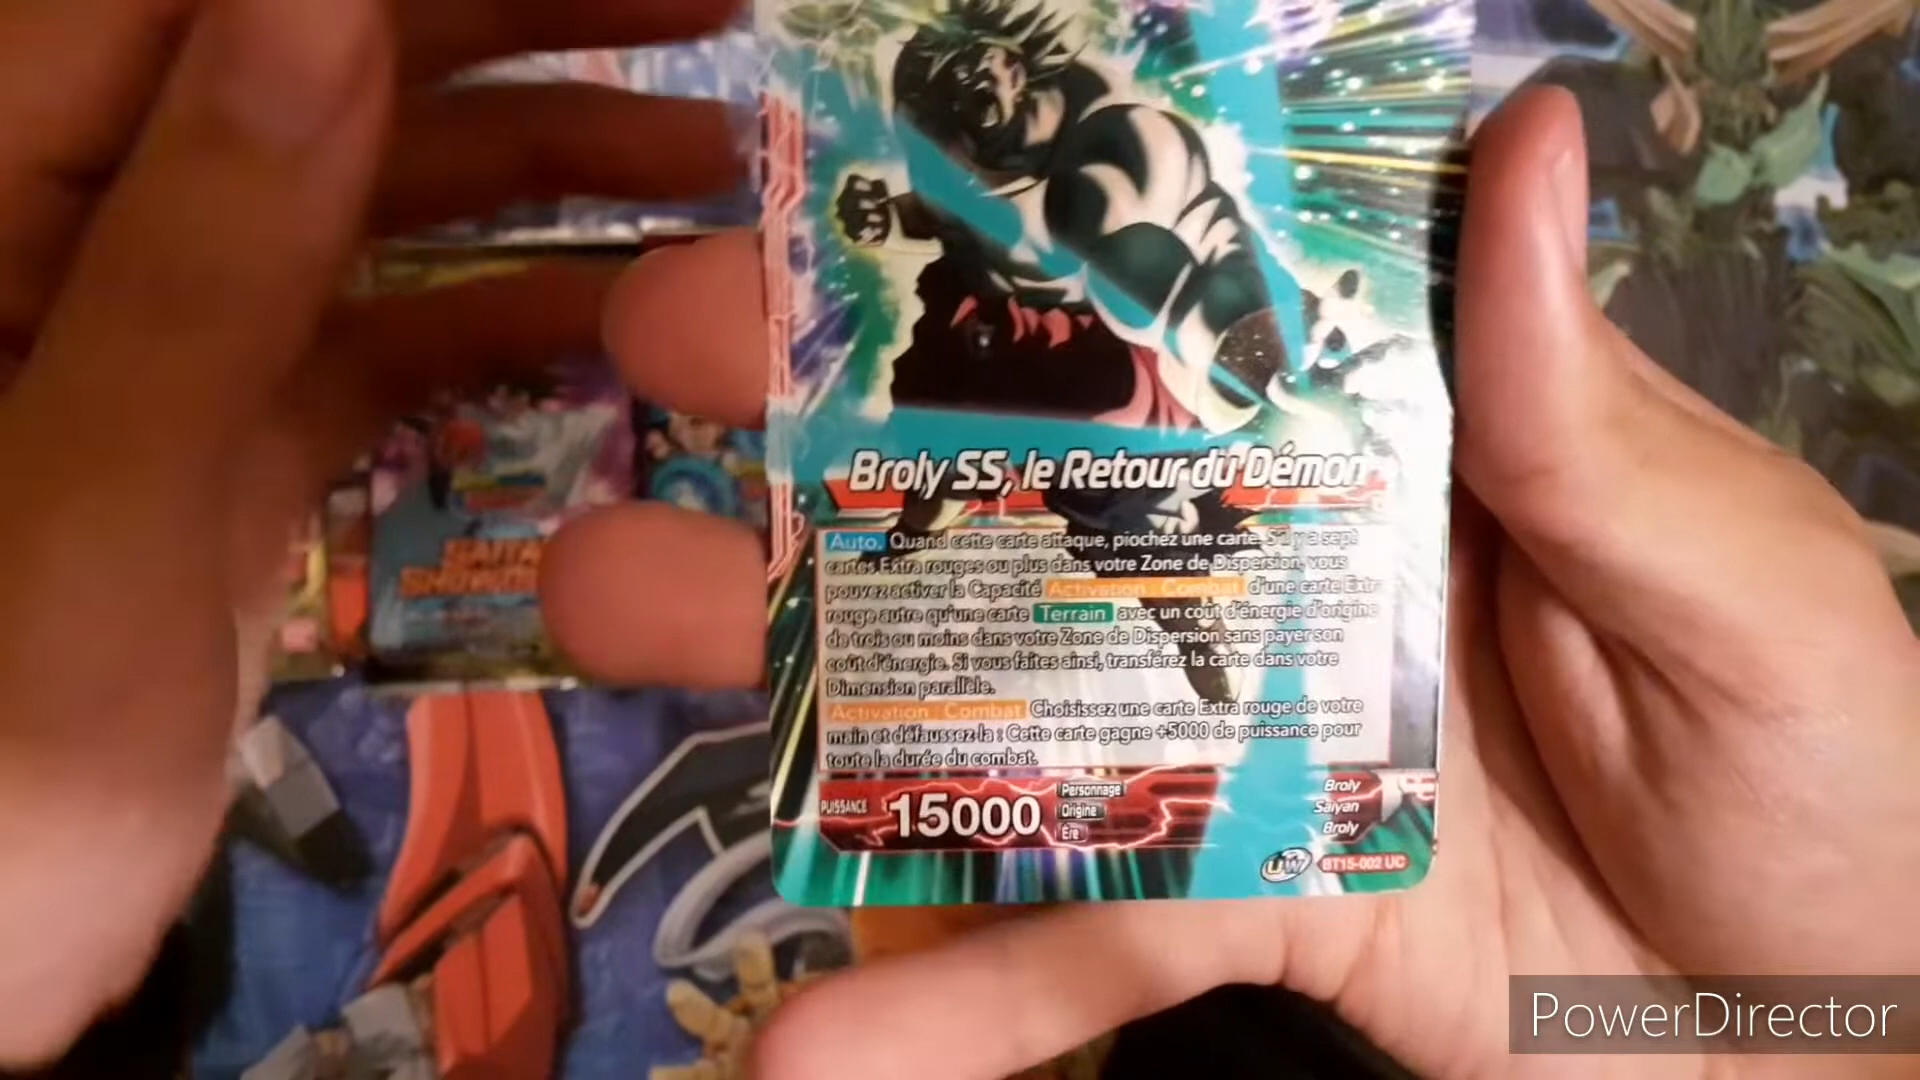 Broly SS, le Retour du Démon
Auto. Quand cette carte attaque, piochez une carte. S'il y a sept
cartes Extra rouges ou plus dans votre Zone de Dispersion, vous
pouvez activer la Capacité Activation : Combat d'une carte Extra
rouge autre qu'une carte Terrain avec un coût d'énergie d'origine
de trois ou moins dans votre Zone de Dispersion sans payer son
coût d'énergie. Si vous faites ainsi, transférez la carte dans votre
Dimension parallèle.
Activation : Combat Choisissez une carte Extra rouge de votre
main et défaussez-la : Cette carte gagne +5000 de puissance pour
toute la durée du combat.
PUISSANCE 15000
Personnage Broly
Origine Saiyan
Ère Broly
UW BT15-002 UC
PowerDirector